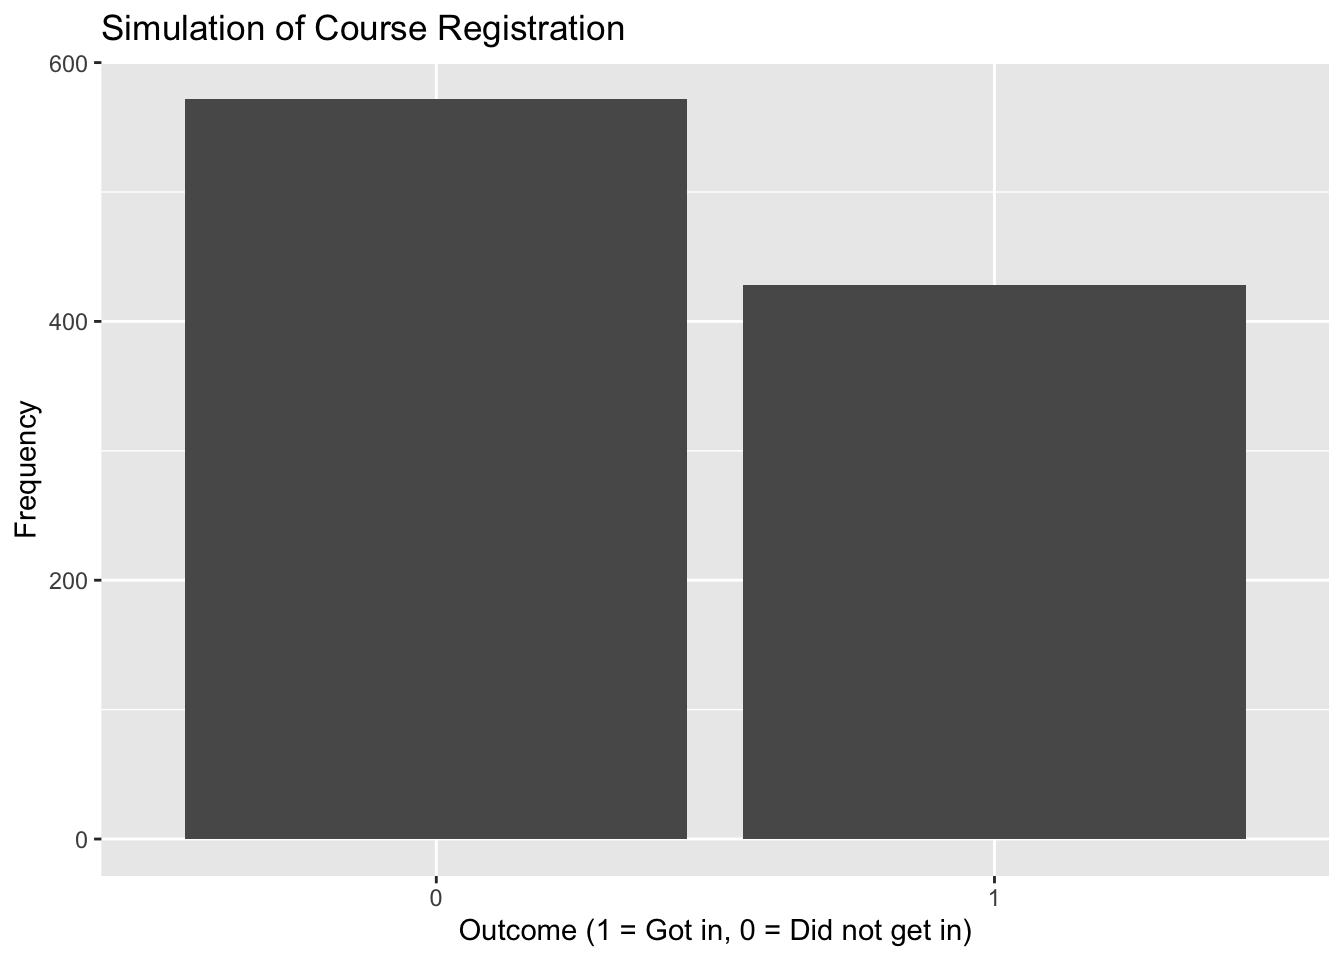 Simulation of Course Registration
600
400
200
0
Frequency
0 1
Outcome (1 = Got in, 0 = Did not get in)